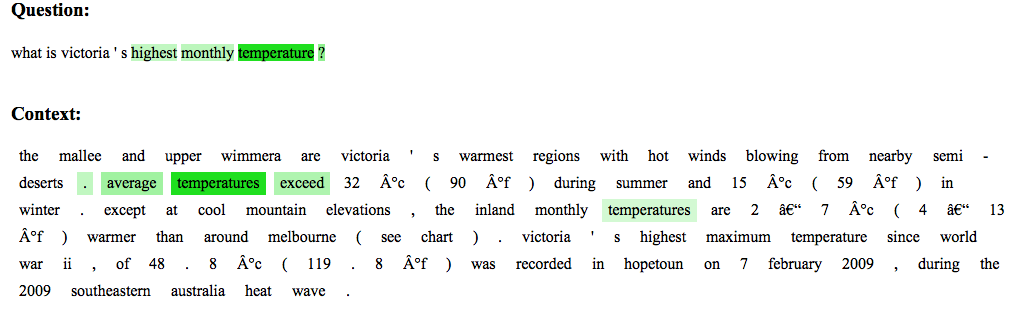 Question:
what is victoria ' s highest monthly temperature ?
Context:
the mallee and upper wimmera are victoria ' s warmest regions with hot winds blowing from nearby semi -
deserts . average temperatures exceed 32 Â°c ( 90 Â°f ) during summer and 15 Â°c ( 59 Â°f ) in
winter . except at cool mountain elevations , the inland monthly temperatures are 2 â€“ 7 Â°c ( 4 â€“ 13
Â°f ) warmer than around melbourne ( see chart ) . victoria ' s highest maximum temperature since world
war ii , of 48 . 8 Â°c ( 119 . 8 Â°f ) was recorded in hopetoun on 7 february 2009 , during the
2009 southeastern australia heat wave .